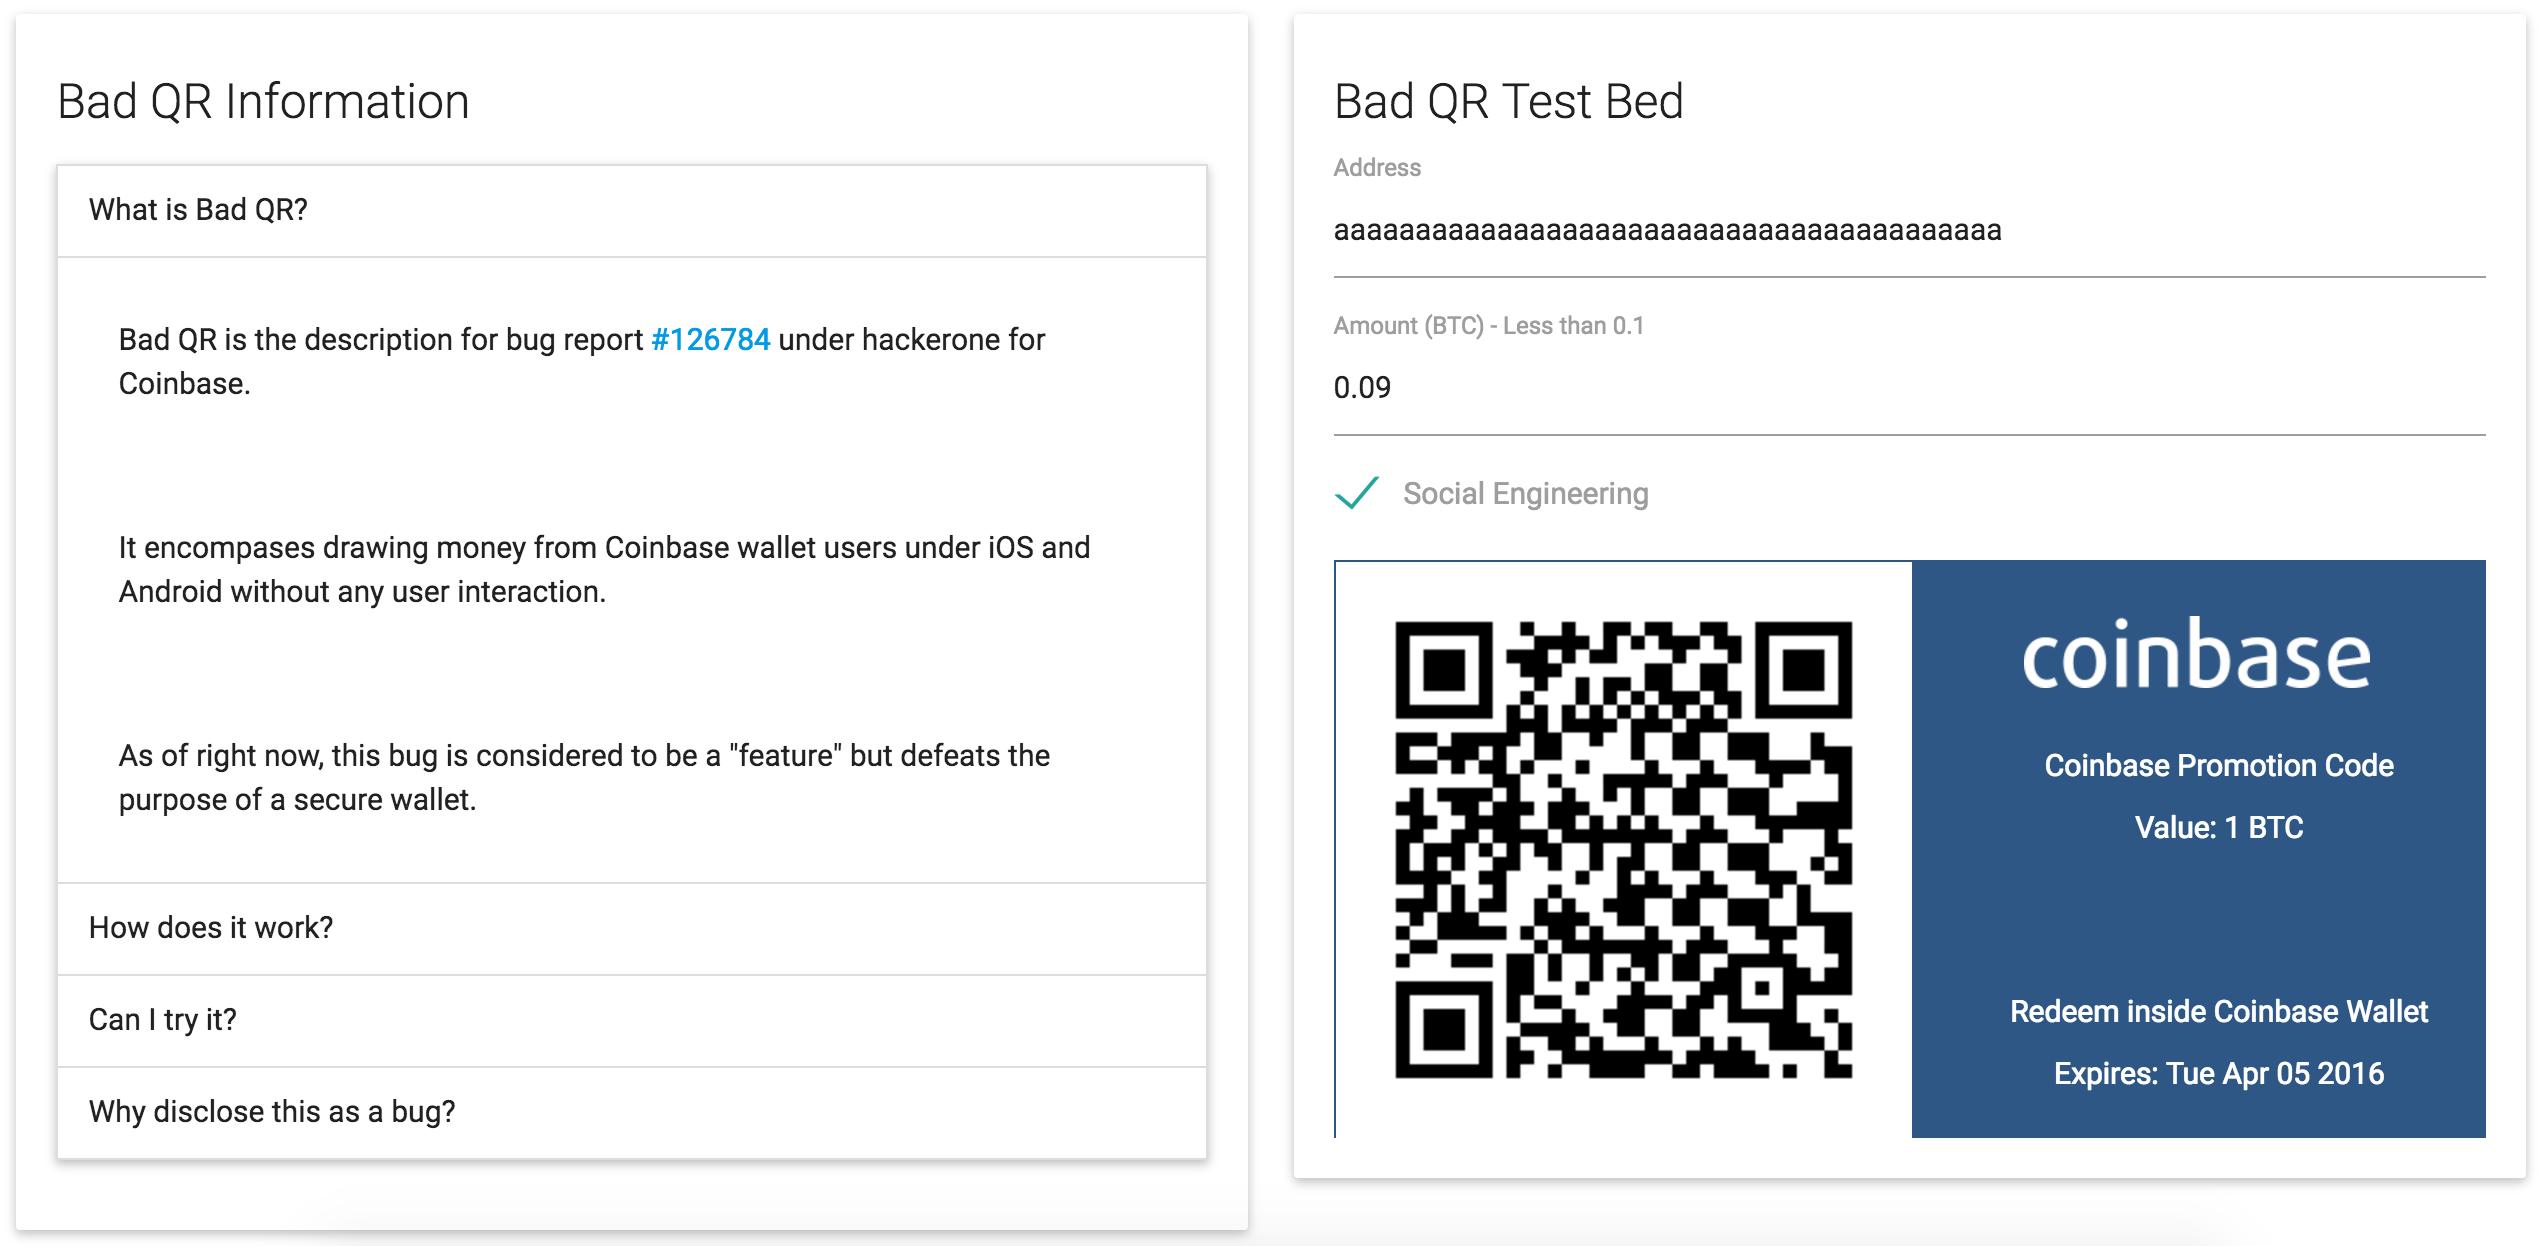 Bad QR Information
What is Bad QR?
Bad QR is the description for bug report #126784 under hackerone for
Coinbase.
It encompases drawing money from Coinbase wallet users under iOS and
Android without any user interaction.
As of right now, this bug is considered to be a "feature" but defeats the
purpose of a secure wallet.
How does it work?
Can I try it?
Why disclose this as a bug?
Bad QR Test Bed
Address
aaaaaaaaaaaaaaaaaaaaaaaaaaaaaaaaaaaaaaaaa
Amount (BTC) - Less than 0.1
0.09
Social Engineering
coinbase
Coinbase Promotion Code
Value: 1 BTC
Redeem inside Coinbase Wallet
Expires: Tue Apr 05 2016